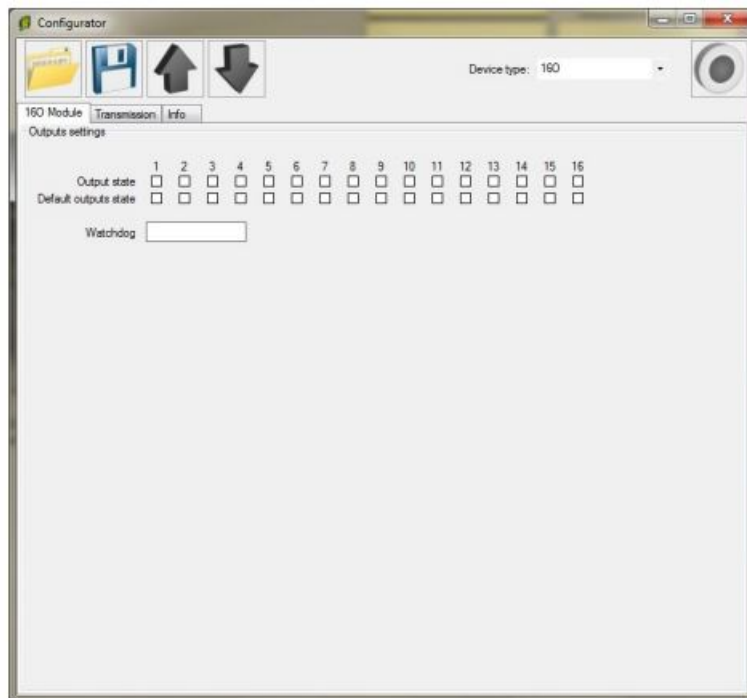 Configurator
Device type: 16O
16O Module Transmission Info
Outputs settings
1 2 3 4 5 6 7 8 9 10 11 12 13 14 15 16
Output state
Default outputs state
Watchdog